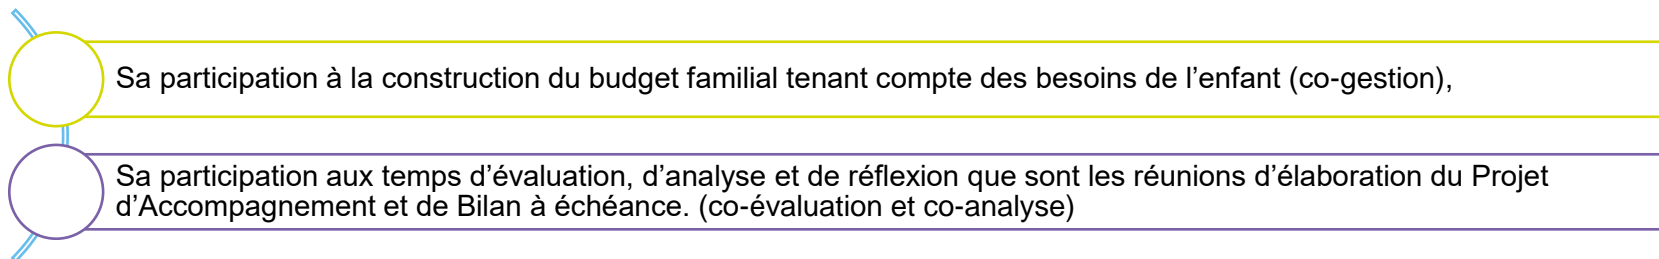 Sa participation à la construction du budget familial tenant compte des besoins de l’enfant (co-gestion),
Sa participation aux temps d’évaluation, d’analyse et de réflexion que sont les réunions d’élaboration du Projet
d’Accompagnement et de Bilan à échéance. (co-évaluation et co-analyse)